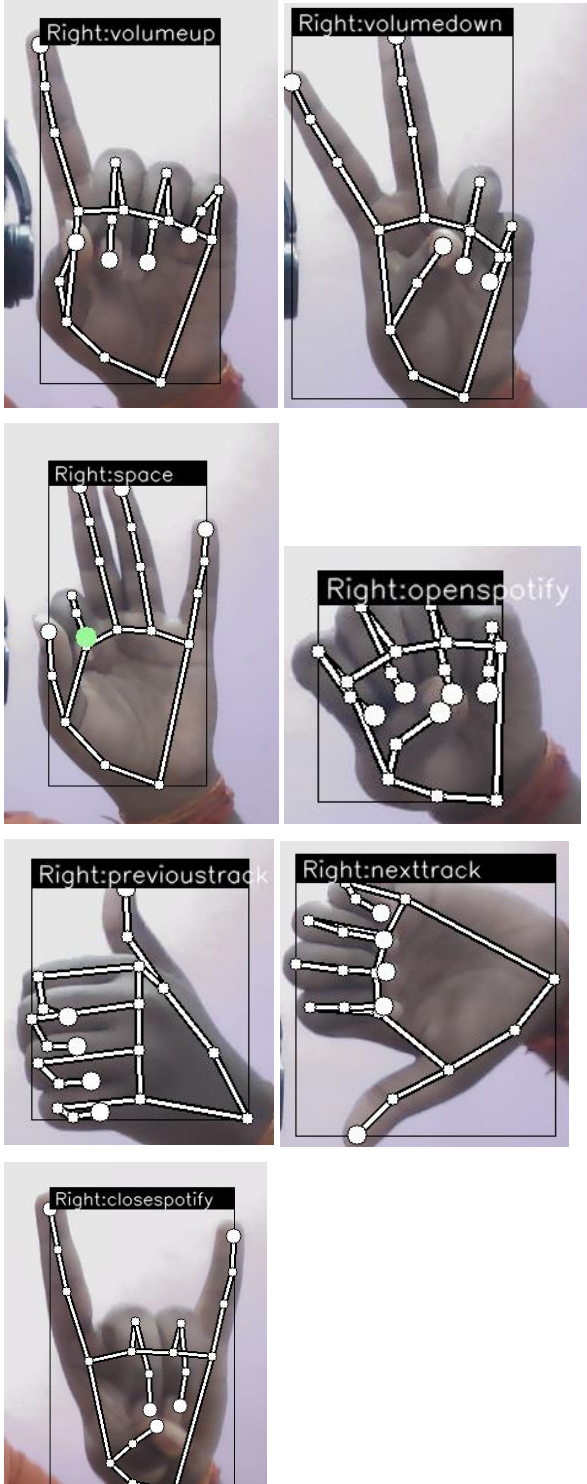 Right:volumeup
Right:volumedown
Right:space
Right:openspotify
Right:previoustrack
Right:nexttrack
Right:closespotify